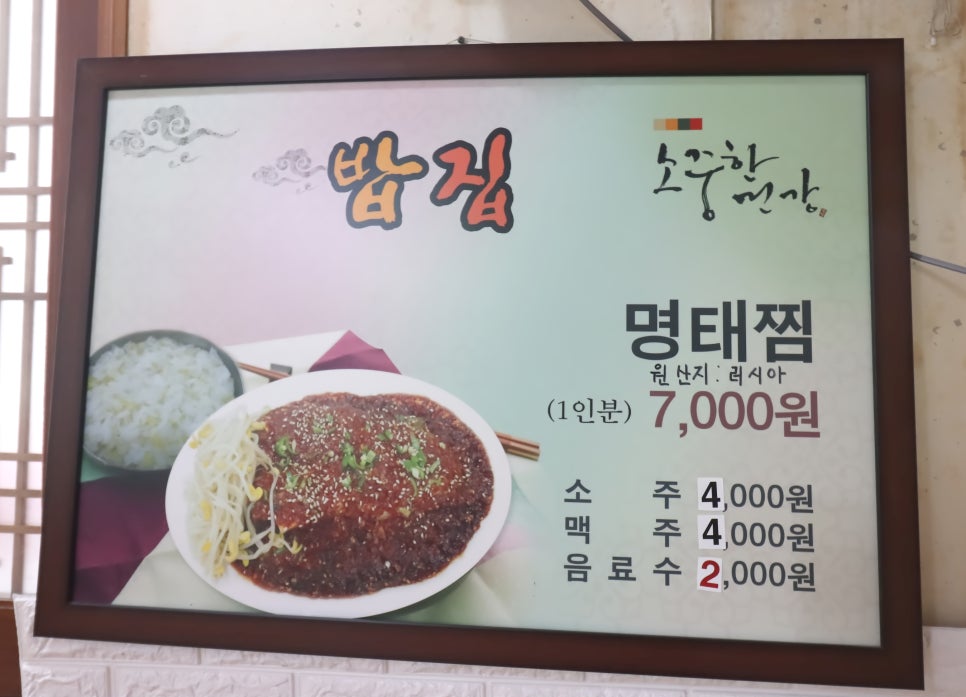 밥집
소중한
먼장
명태찜
원산지: 러시아
(1인분) 7,000원
소 주 4,000원
맥 주 4,000원
음료수 2,000원